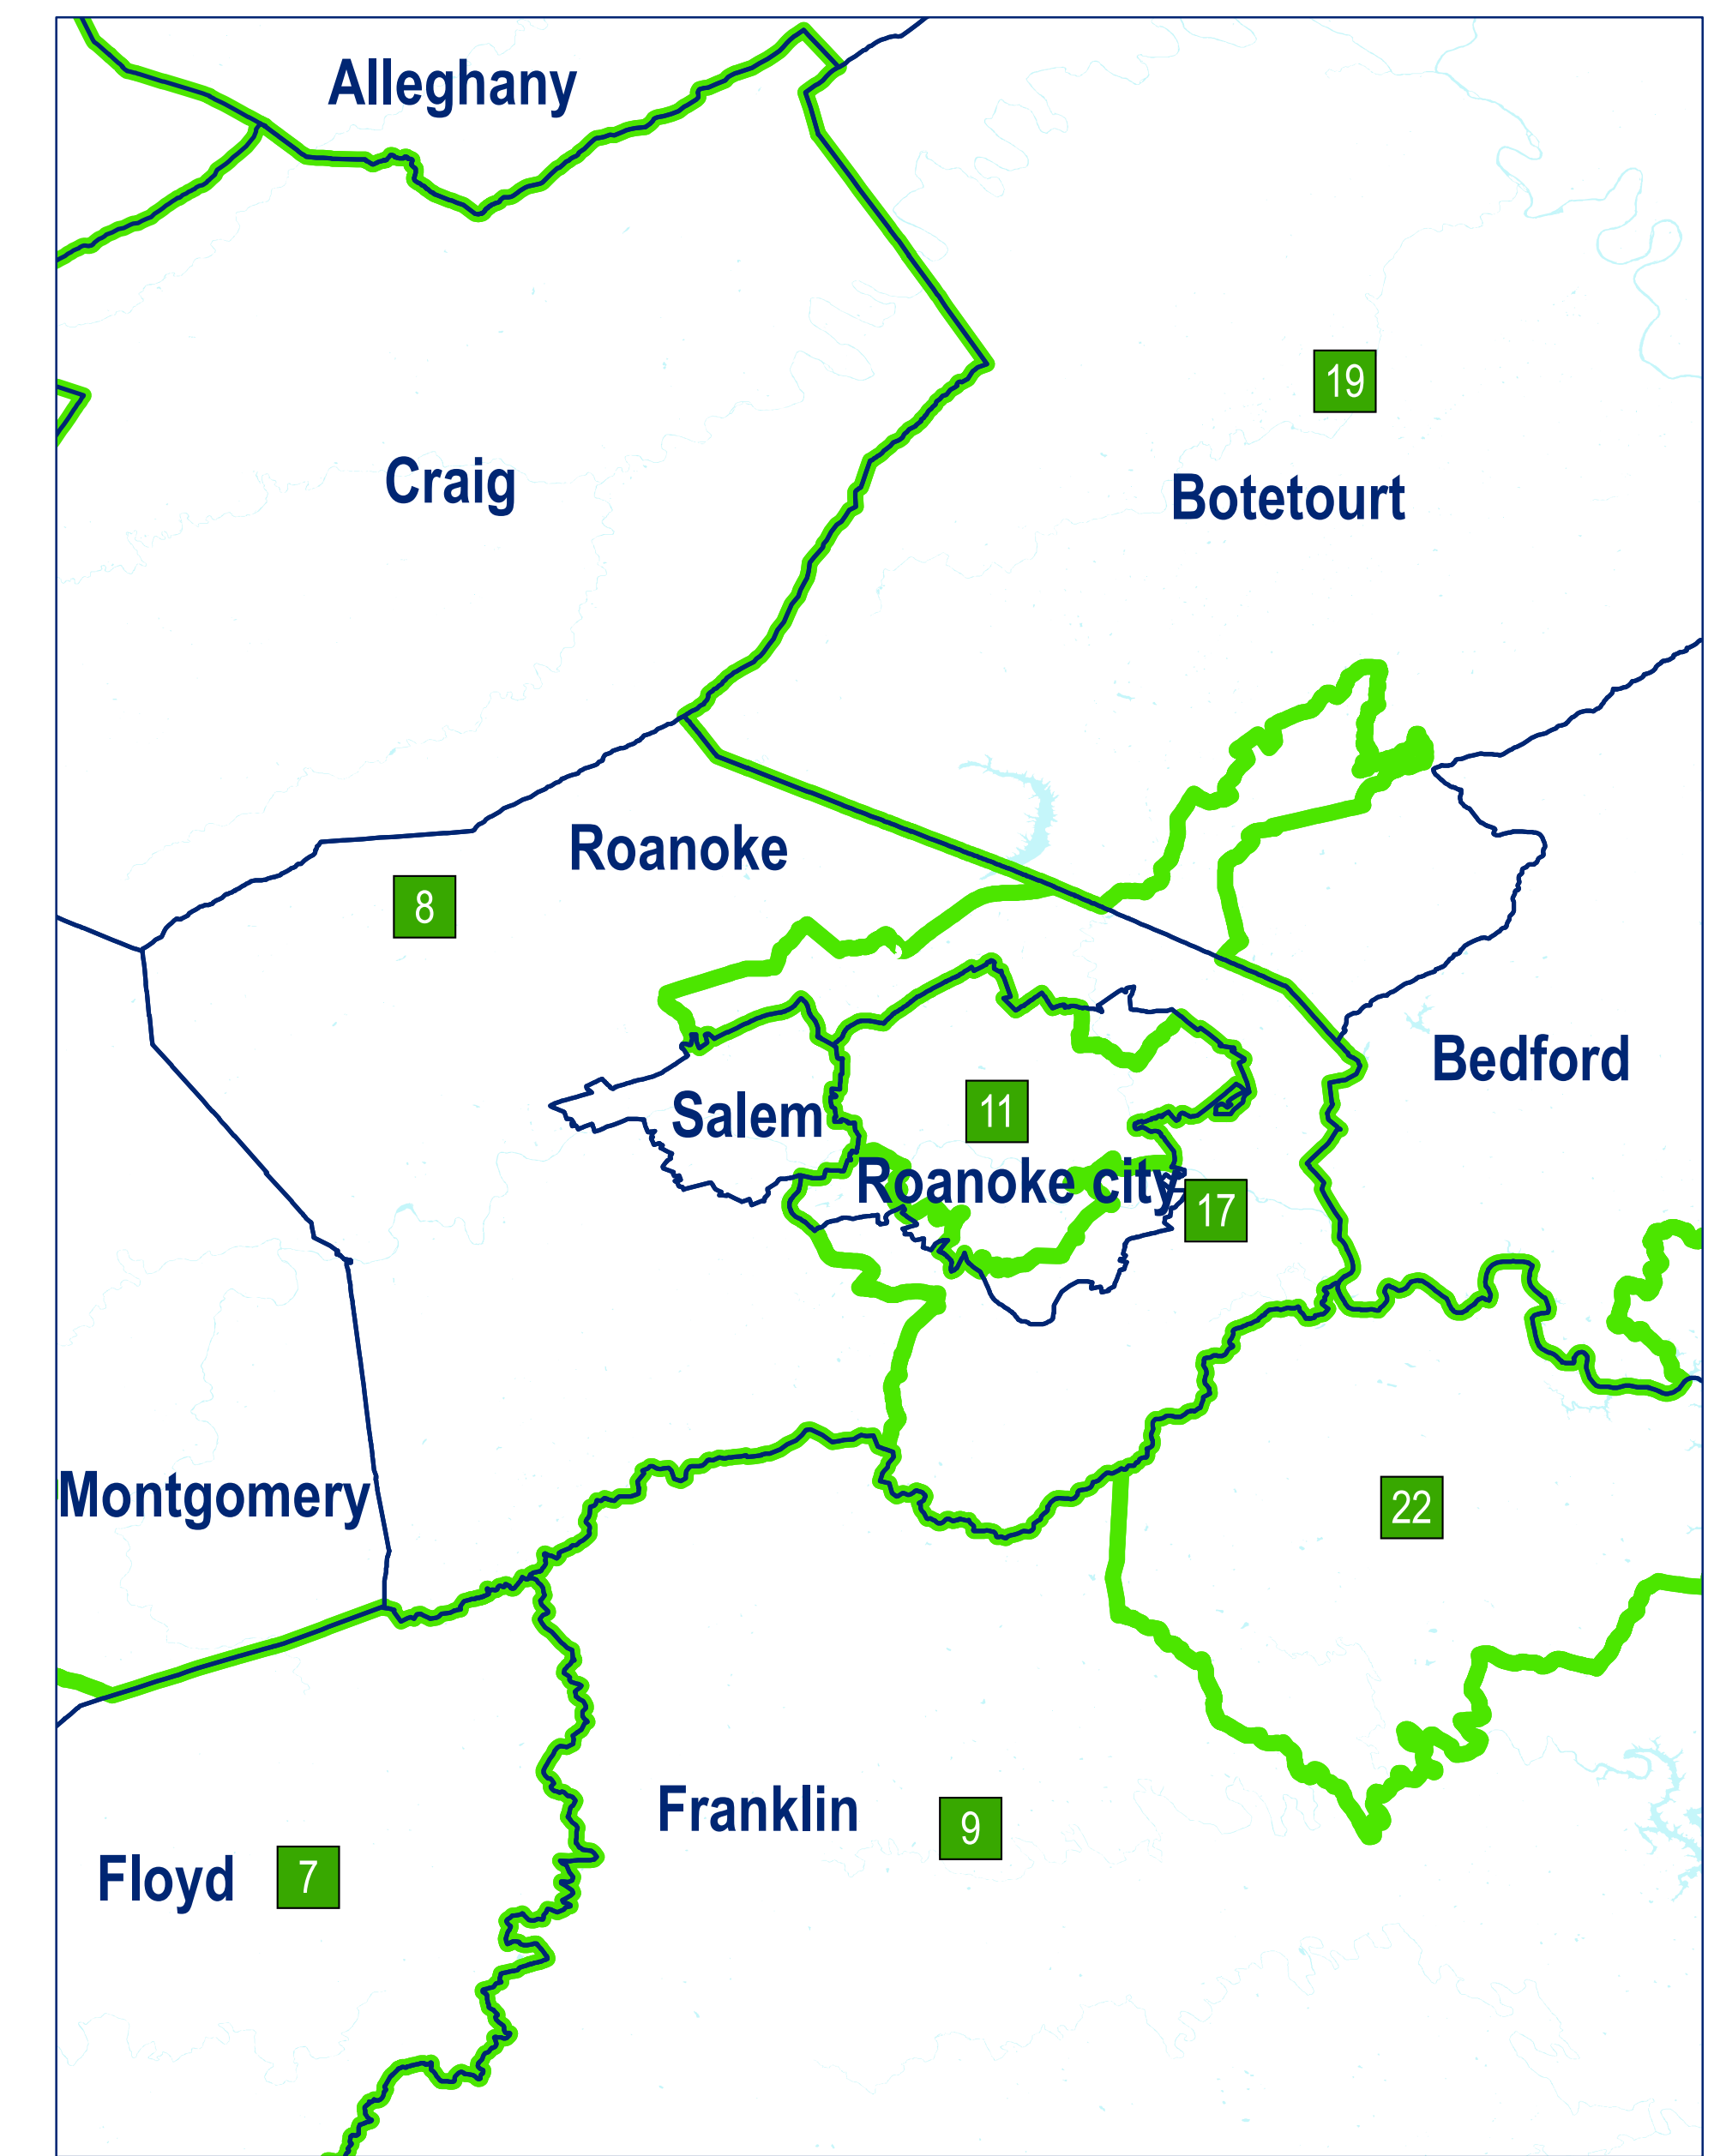 Alleghany
19
Craig
Botetourt
Roanoke
8
Bedford
Salem
11
Roanoke city
17
Montgomery
22
Franklin
9
Floyd
7